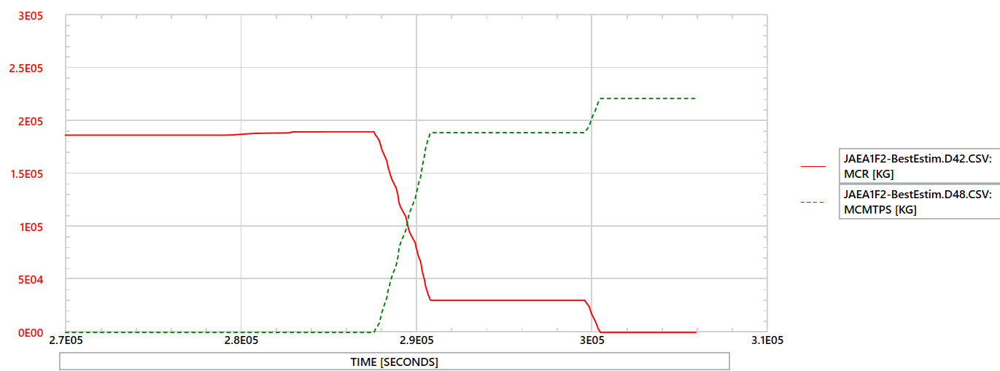 3E05
2.5E05
2E05
1.5E05
1E05
5E04
0E00
2.7E05
2.8E05
2.9E05
3E05
3.1E05
TIME [SECONDS]
JAEA1F2-BestEstim.D42.CSV:
MCR [KG]
JAEA1F2-BestEstim.D48.CSV:
MCMTPS [KG]